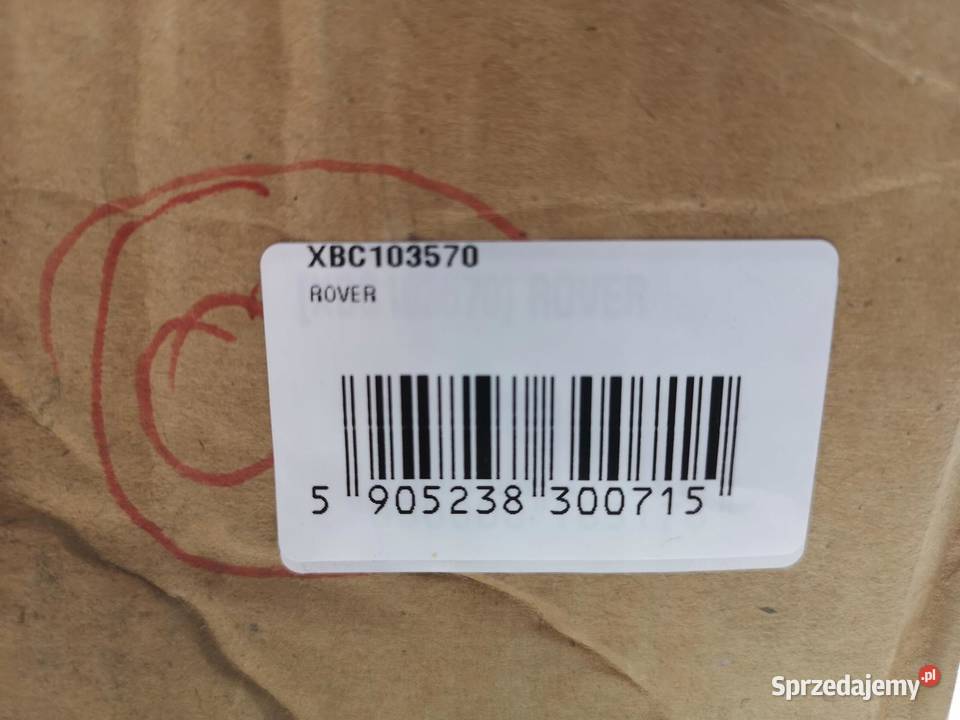 XBC103570
ROVER
5 905238 300715
Sprzedajemy.pl